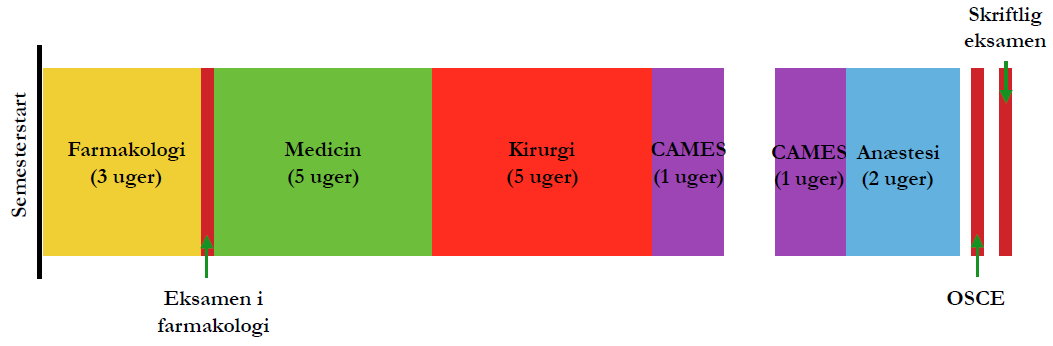 Skriftlig
eksamen
Semesterstart
Farmakologi
(3 uger)
Medicin
(5 uger)
Kirurgi
(5 uger)
CAMES
(1 uger)
CAMES
(1 uger)
Anæstesi
(2 uger)
Eksamen i
farmakologi
OSCE